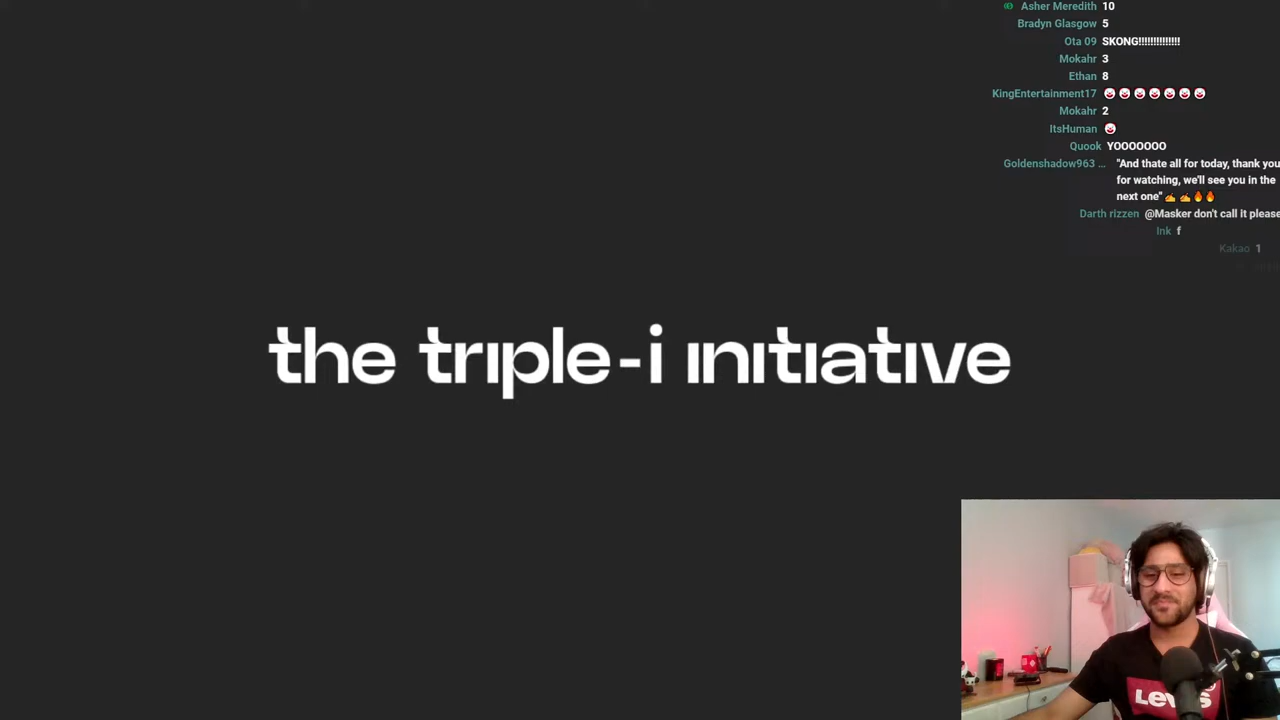 Asher Meredith 10
Bradyn Glasgow 5
Ota 09 SKONG!!!!!!!!!!!!!!
Mokahr 3
Ethan 8
KingEntertainment17 🤡🤡🤡🤡🤡🤡🤡
Mokahr 2
ItsHuman 🤡
Quook YOOOOOOO
Goldenshadow963 ... "And thate all for today, thank you
for watching, we'll see you in the
next one" ✍️ ✍️ 🔥 🔥
Darth rizzen @Masker don't call it please
Ink f
Kakao 1
the triple-i initiative
LEVI'S